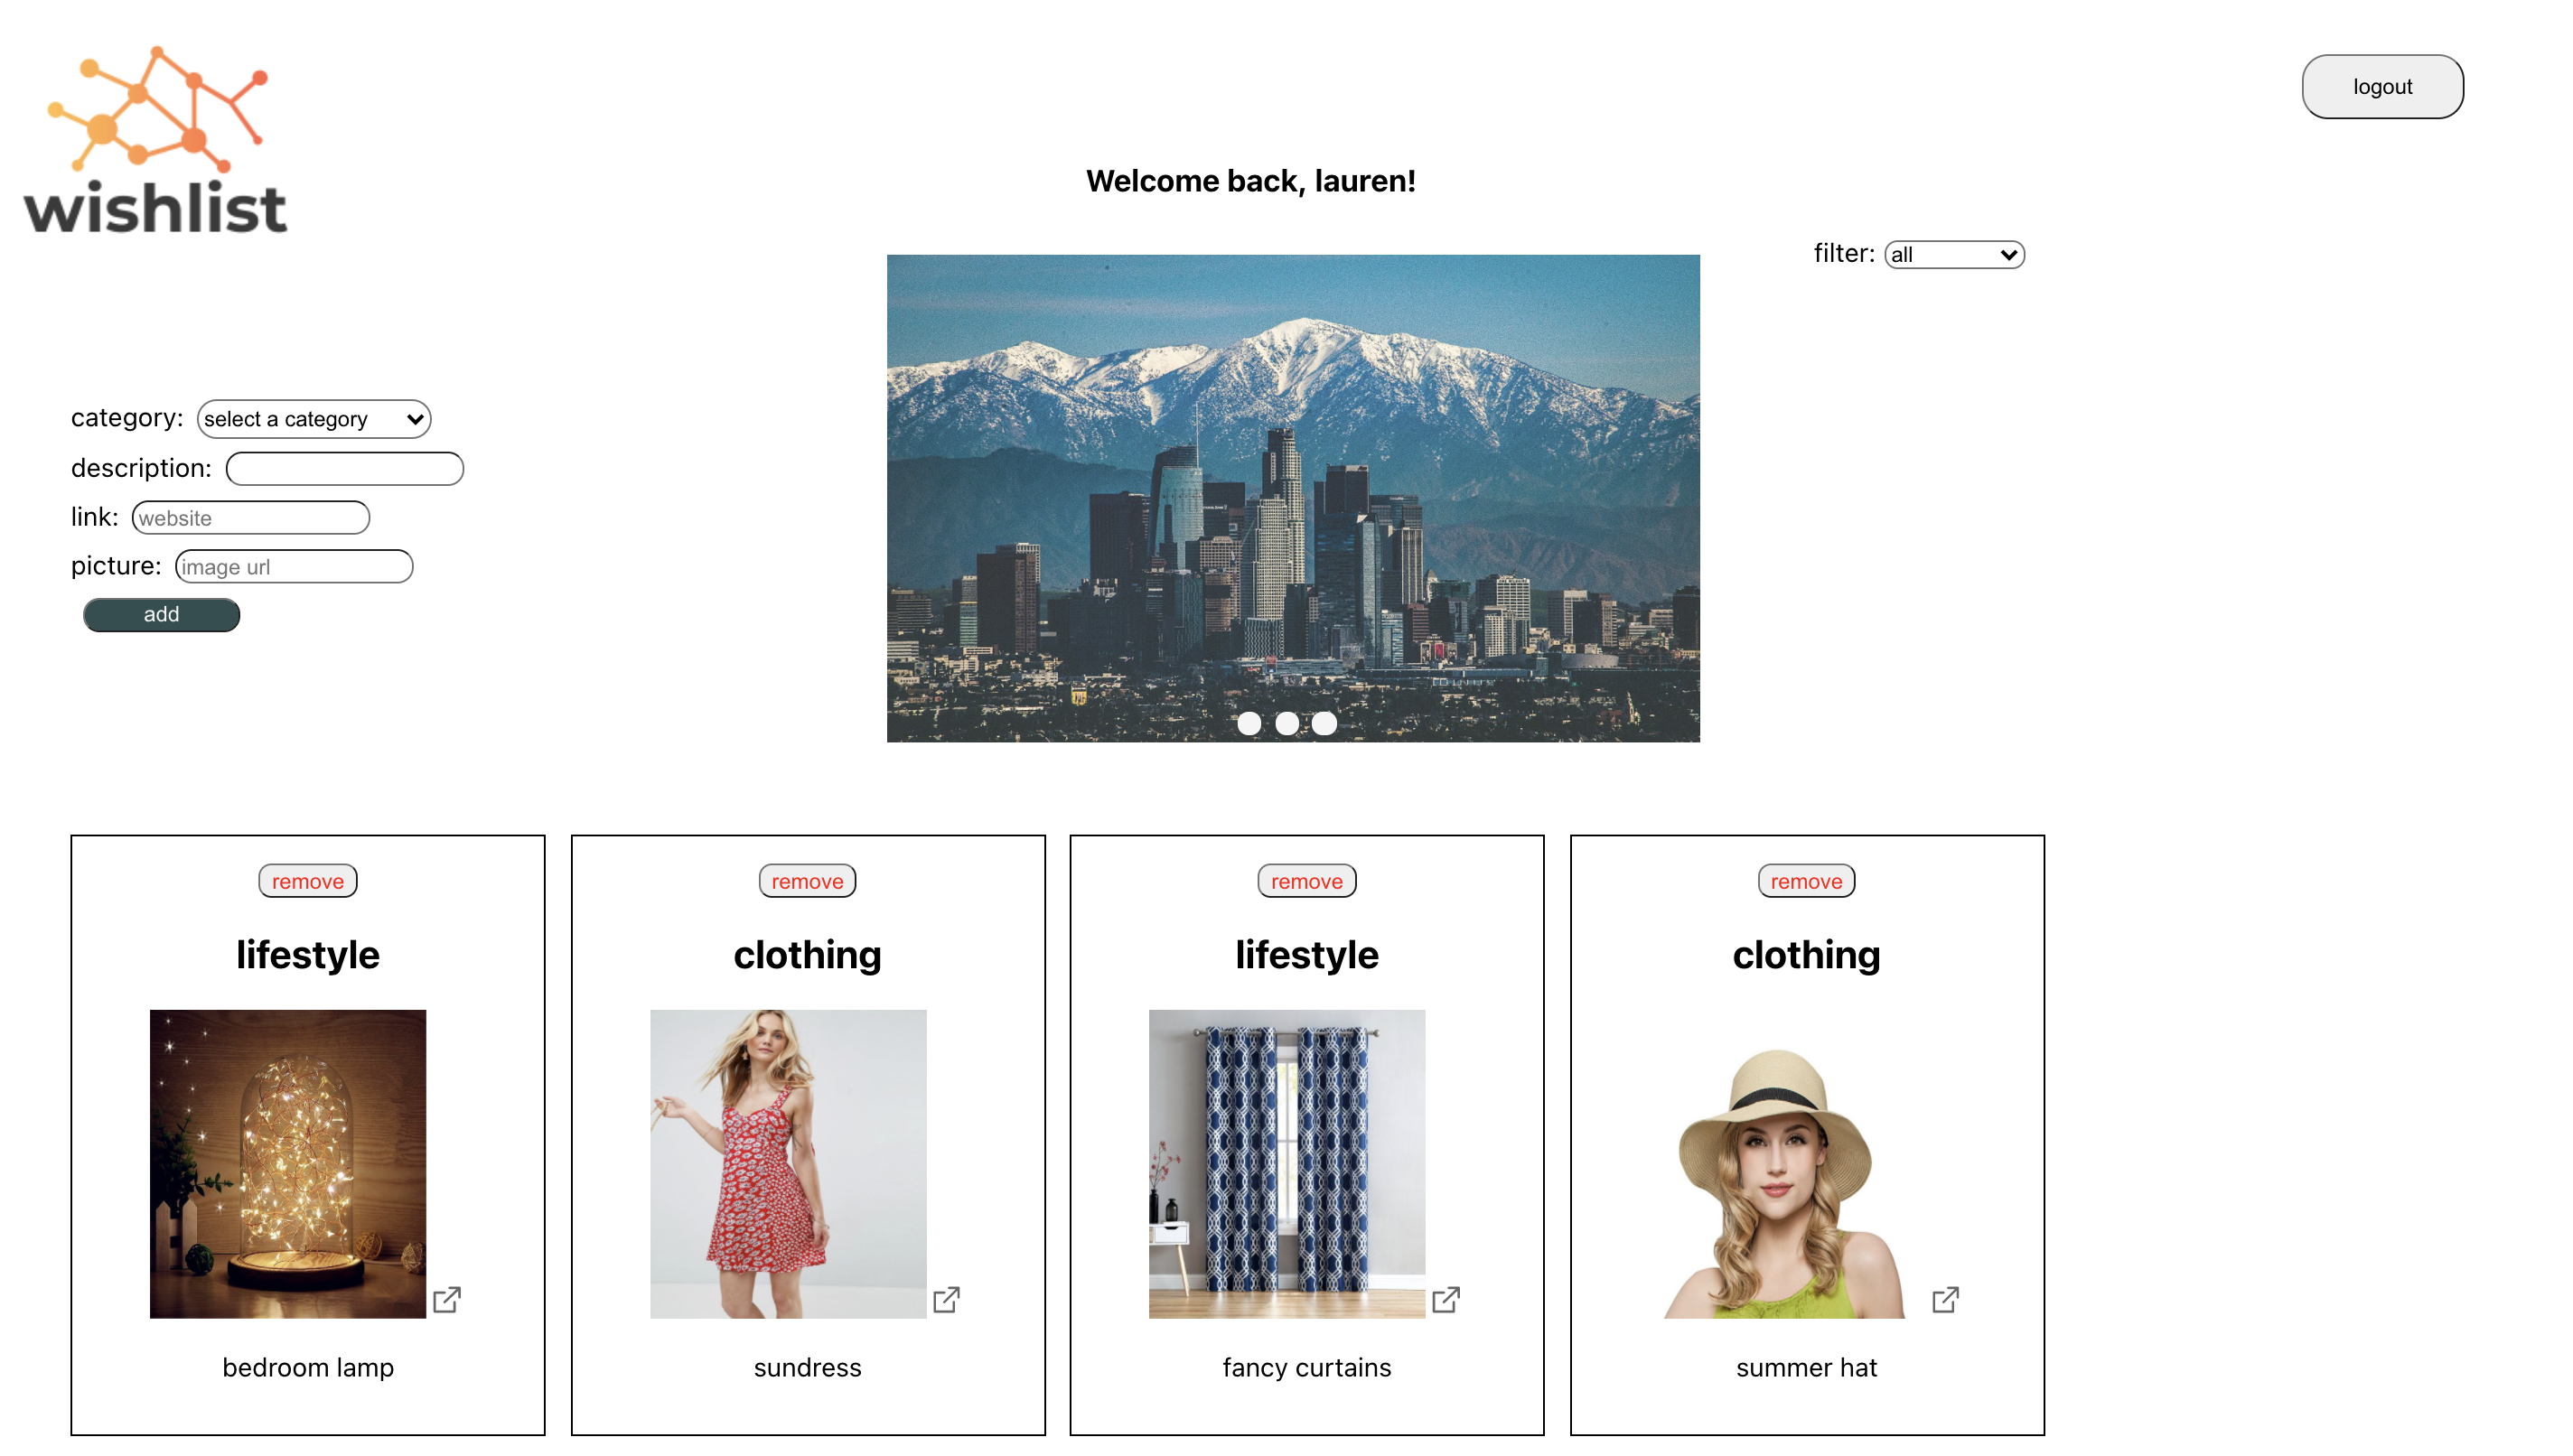 wishlist
logout
Welcome back, lauren!
filter: all
category: select a category
description:
link: website
picture: image url
add
remove
lifestyle
bedroom lamp
remove
clothing
sundress
remove
lifestyle
fancy curtains
remove
clothing
summer hat